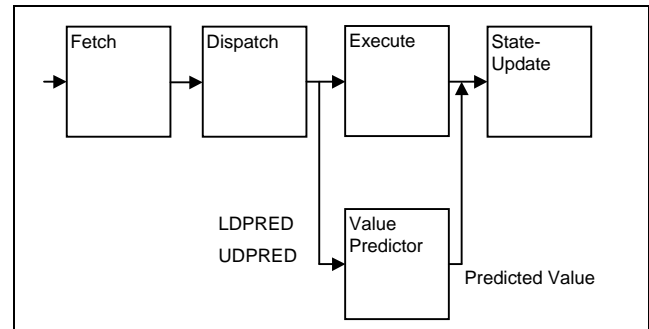 Fetch
Dispatch
Execute
State-
Update
LDPRED
UDPRED
Value
Predictor
Predicted Value